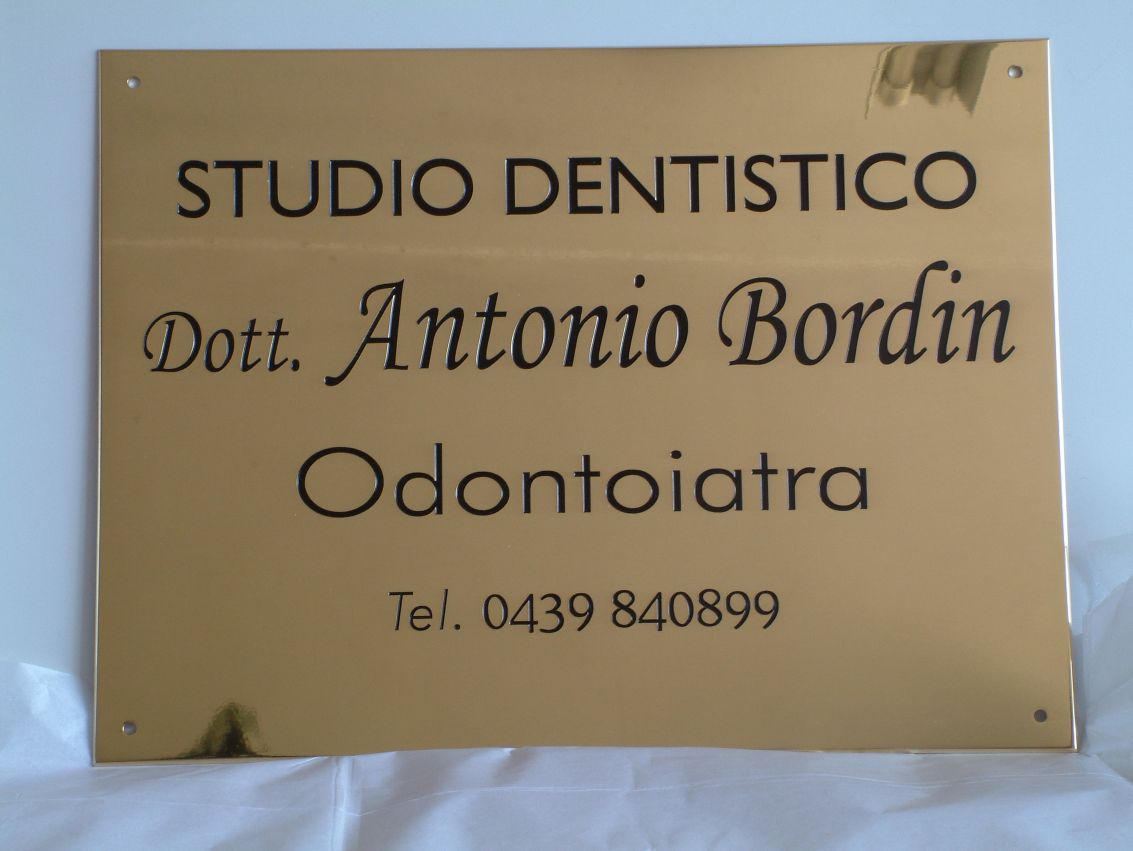 STUDIO DENTISTICO
Dott. Antonio Bordin
Odontoiatra
Tel. 0439 840899